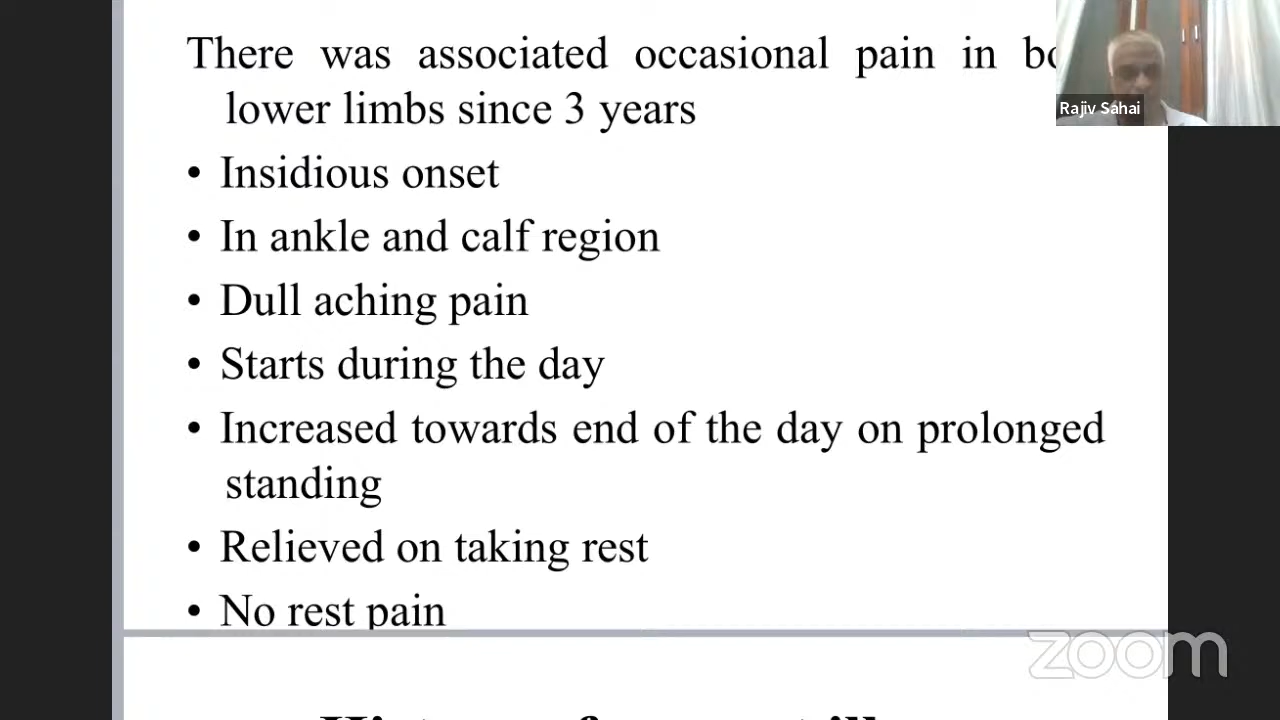 There was associated occasional pain in
lower limbs since 3 years
• Insidious onset
• In ankle and calf region
• Dull aching pain
• Starts during the day
• Increased towards end of the day on prolonged
standing
• Relieved on taking rest
• No rest pain
Rajiv Sahai
zoom